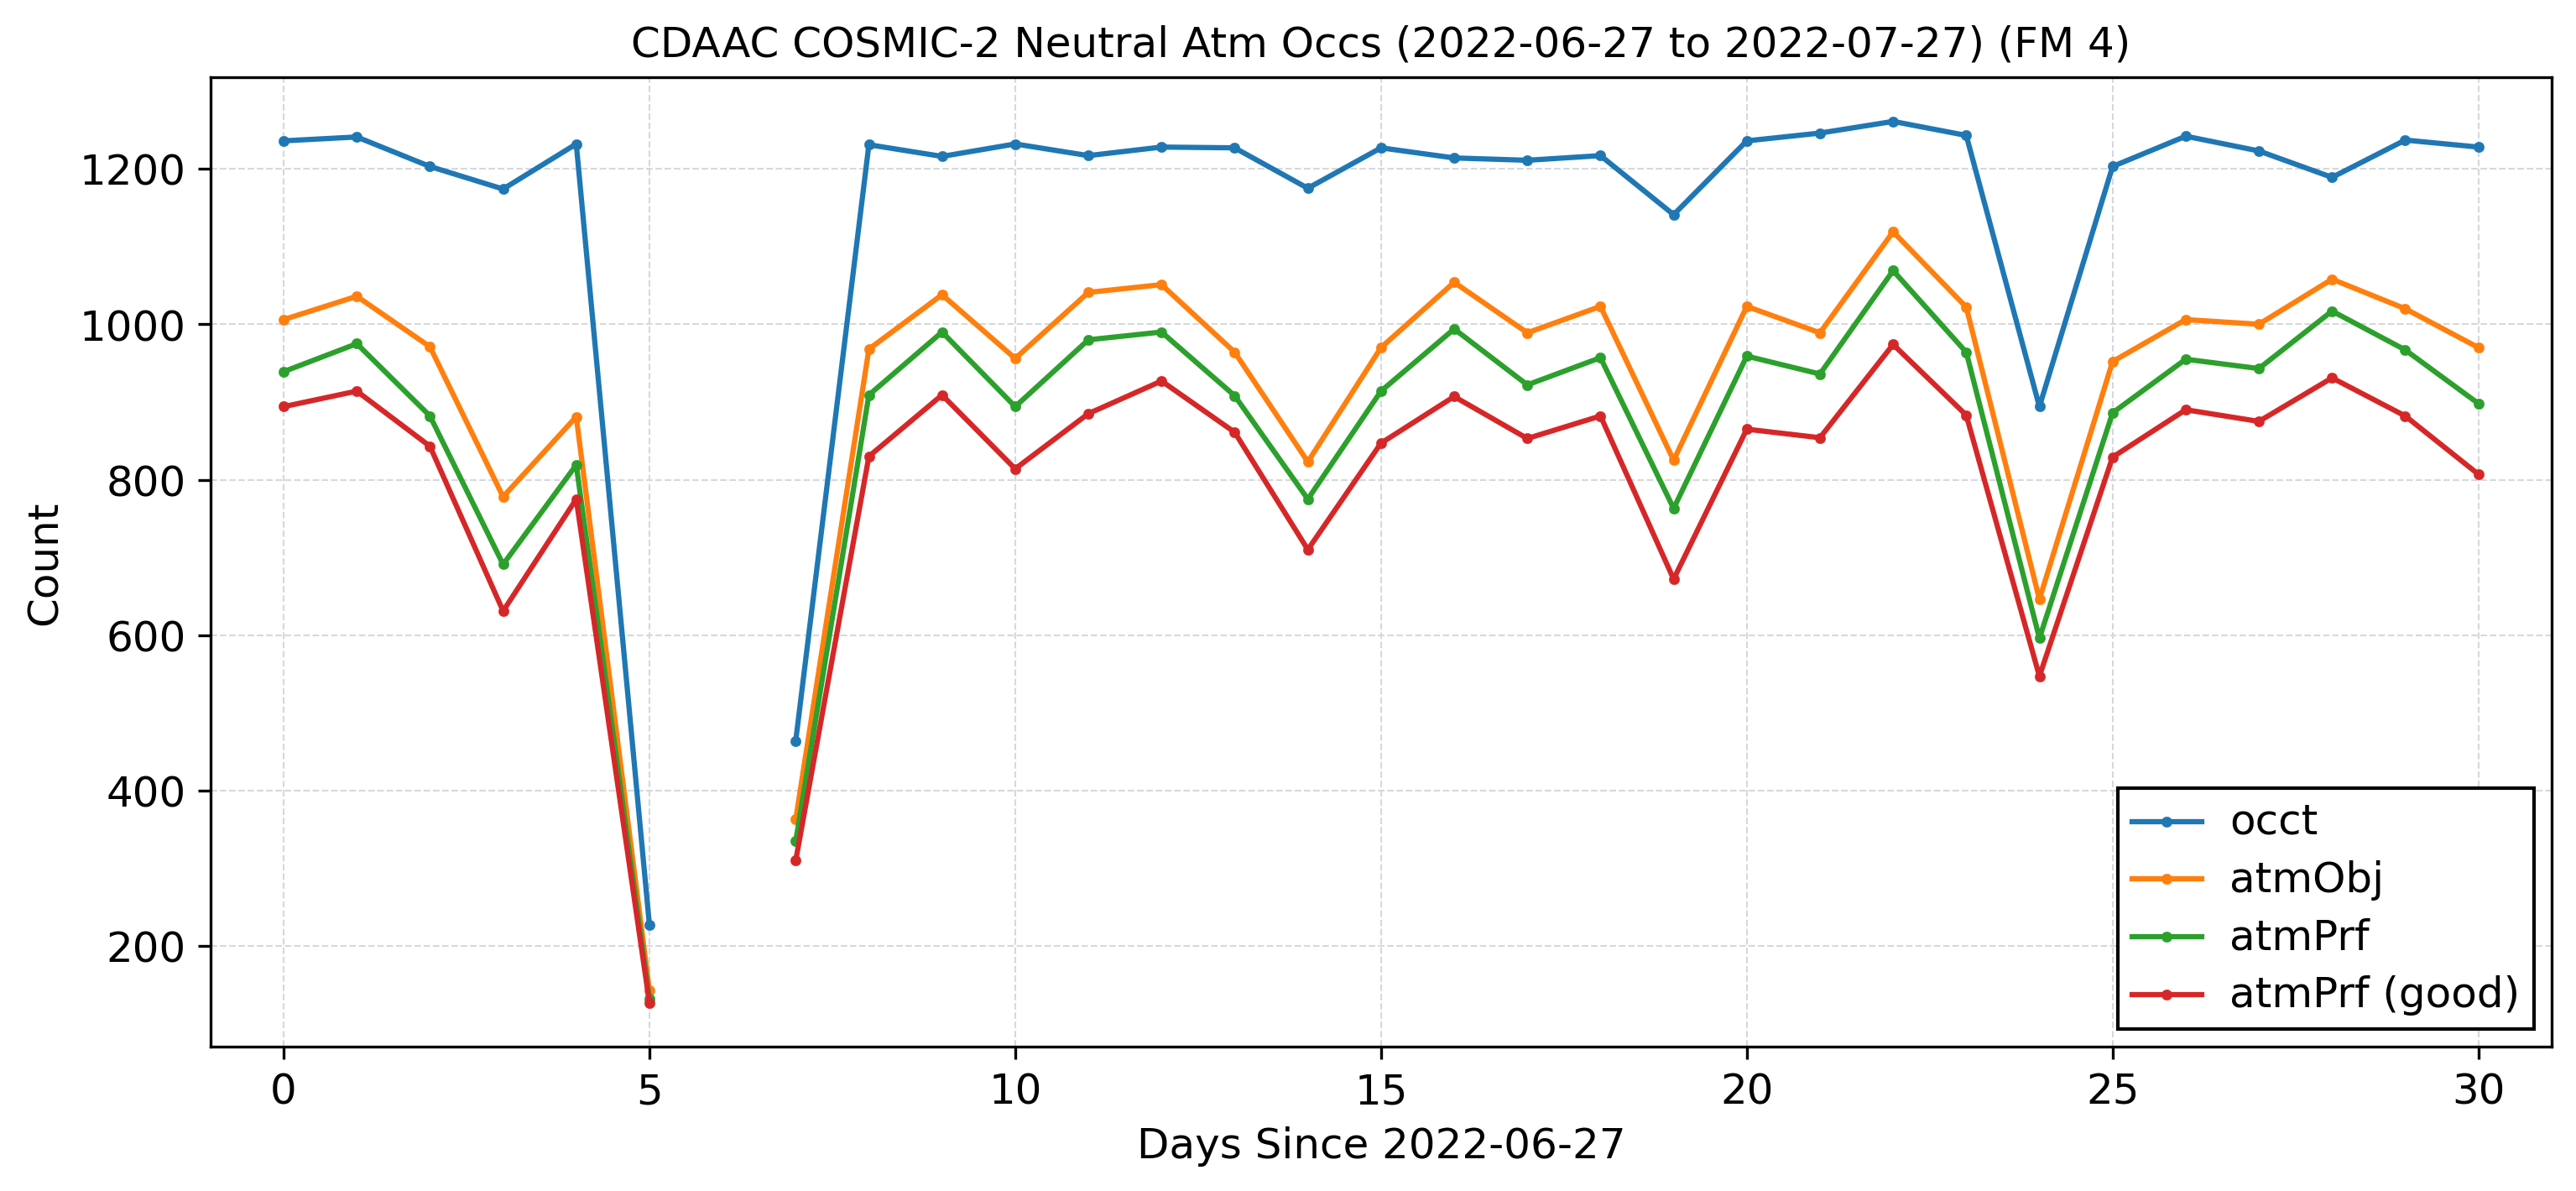 CDAAC COSMIC-2 Neutral Atm Occs (2022-06-27 to 2022-07-27) (FM 4)
1200
1000
800
600
400
200
Count
0 5 10 15 20 25 30
Days Since 2022-06-27
occt
atmObj
atmPrf
atmPrf (good)